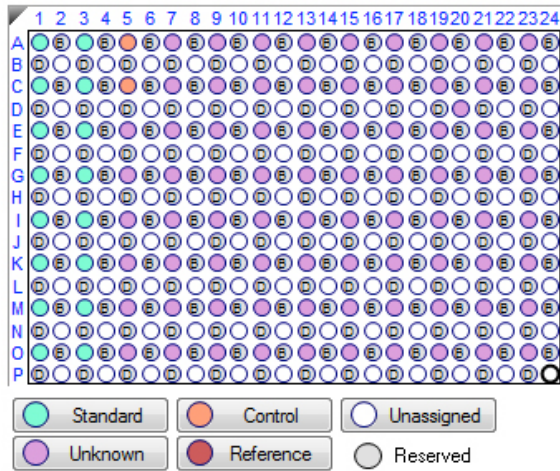 1 2 3 4 5 6 7 8 9 10 11 12 13 14 15 16 17 18 19 20 21 22 23 24
A B B B B B B B B B B B B
B D D D D D D D D D D D D
C B B B B B B B B B B B B
D D D D D D D D D D D D D
E B B B B B B B B B B B B
F D D D D D D D D D D D D
G B B B B B B B B B B B B
H D D D D D D D D D D D D
I B B B B B B B B B B B B
J D D D D D D D D D D D D
K B B B B B B B B B B B B
L D D D D D D D D D D D D
M B B B B B B B B B B B B
N D D D D D D D D D D D D
O B B B B B B B B B B B B
P D D D D D D D D D D D D
Standard Control Unassigned
Unknown Reference Reserved